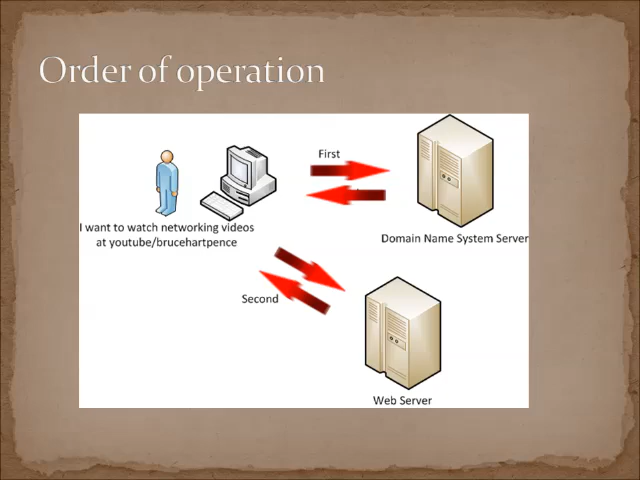 Order of operation
First
I want to watch networking videos
at youtube/brucehartpence
Domain Name System Server
Second
Web Server